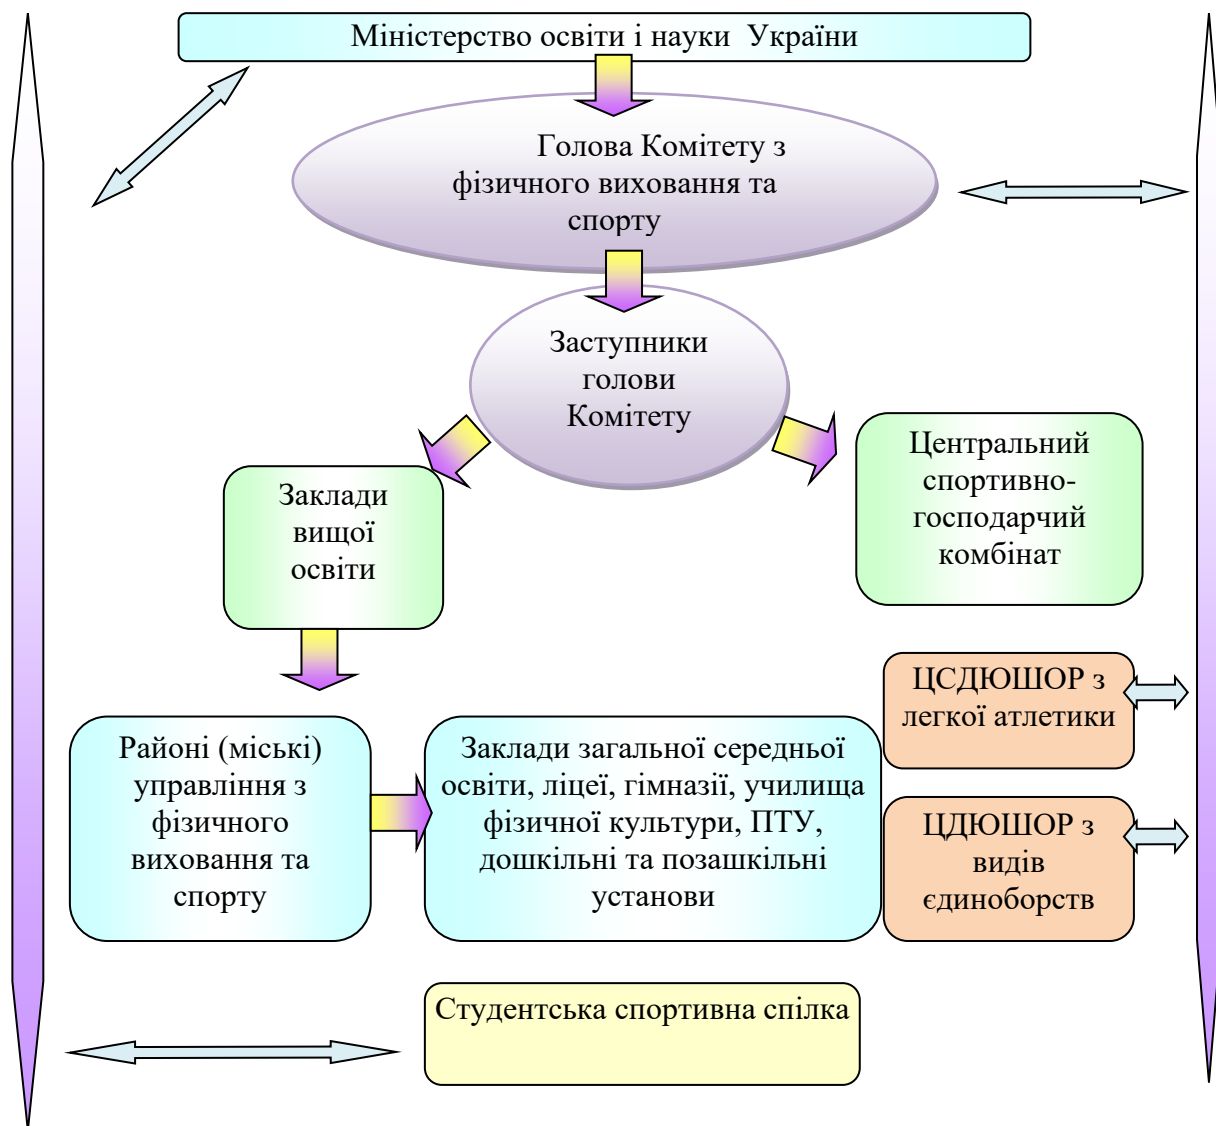 Міністерство освіти і науки України
Голова Комітету з
фізичного виховання та
спорту
Заступники
голови
Комітету
Заклади
вищої
освіти
Центральний
спортивно-
господарчий
комбінат
ЦСДЮШОР з
легкої атлетики
Районі (міські)
управління з
фізичного
виховання та
спорту
Заклади загальної середньої
освіти, ліцеї, гімназії, училища
фізичної культури, ПТУ,
дошкільні та позашкільні
установи
ЦДЮШОР з
видів
єдиноборств
Студентська спортивна спілка